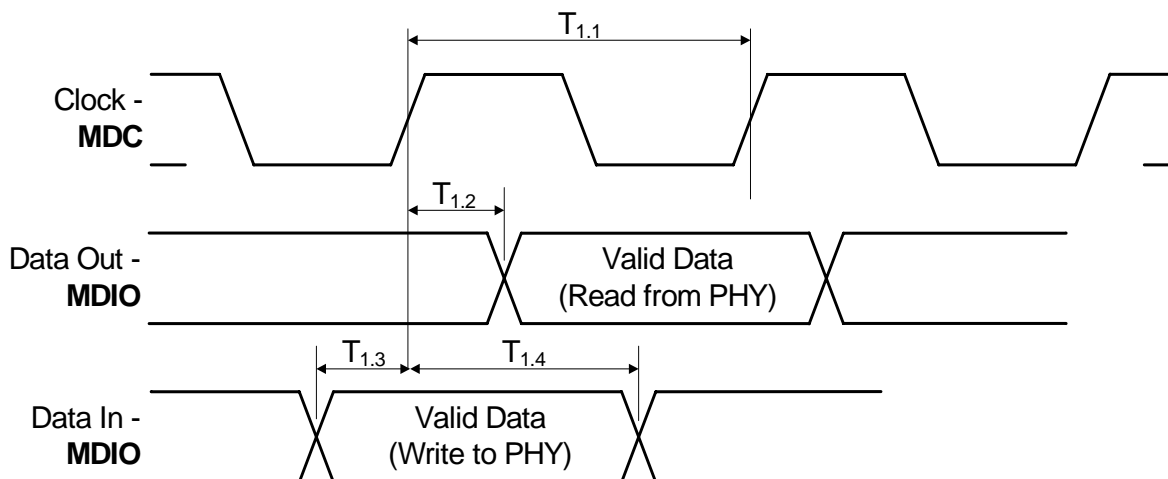 T1.1
Clock -
MDC
T1.2
Data Out -
MDIO
Valid Data
(Read from PHY)
T1.3
T1.4
Data In -
MDIO
Valid Data
(Write to PHY)